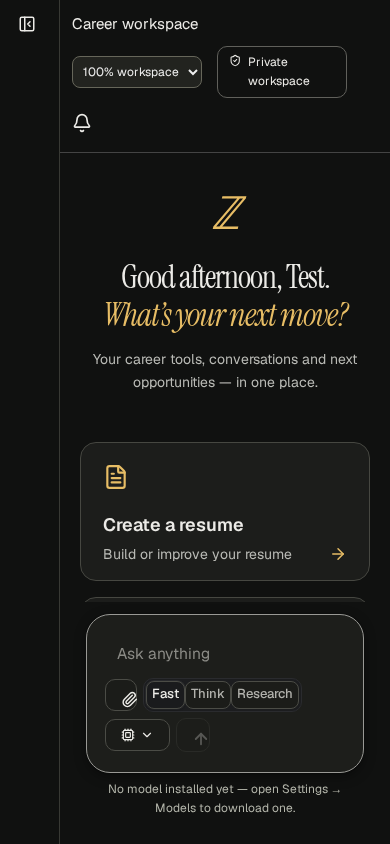 Career workspace
100% workspace
Private
workspace
ℤ
Good afternoon, Test.
What's your next move?
Your career tools, conversations and next
opportunities — in one place.
Create a resume
Build or improve your resume →
Ask anything
Fast Think Research
No model installed yet — open Settings →
Models to download one.